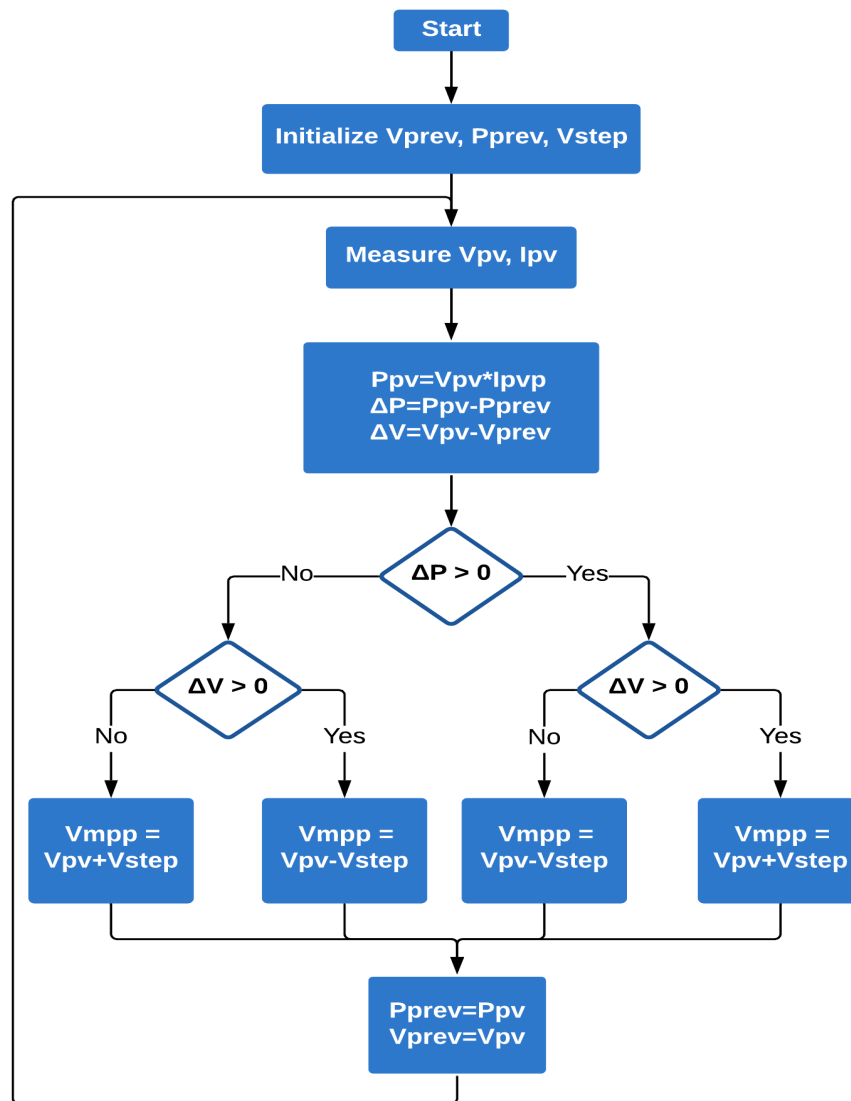 Start
Initialize Vprev, Pprev, Vstep
Measure Vpv, Ipv
Ppv=Vpv*Ipvp
ΔP=Ppv-Pprev
ΔV=Vpv-Vprev
No
ΔP > 0
Yes
ΔV > 0
ΔV > 0
No
Yes
No
Yes
Vmpp =
Vpv+Vstep
Vmpp =
Vpv-Vstep
Vmpp =
Vpv-Vstep
Vmpp =
Vpv+Vstep
Pprev=Ppv
Vprev=Vpv